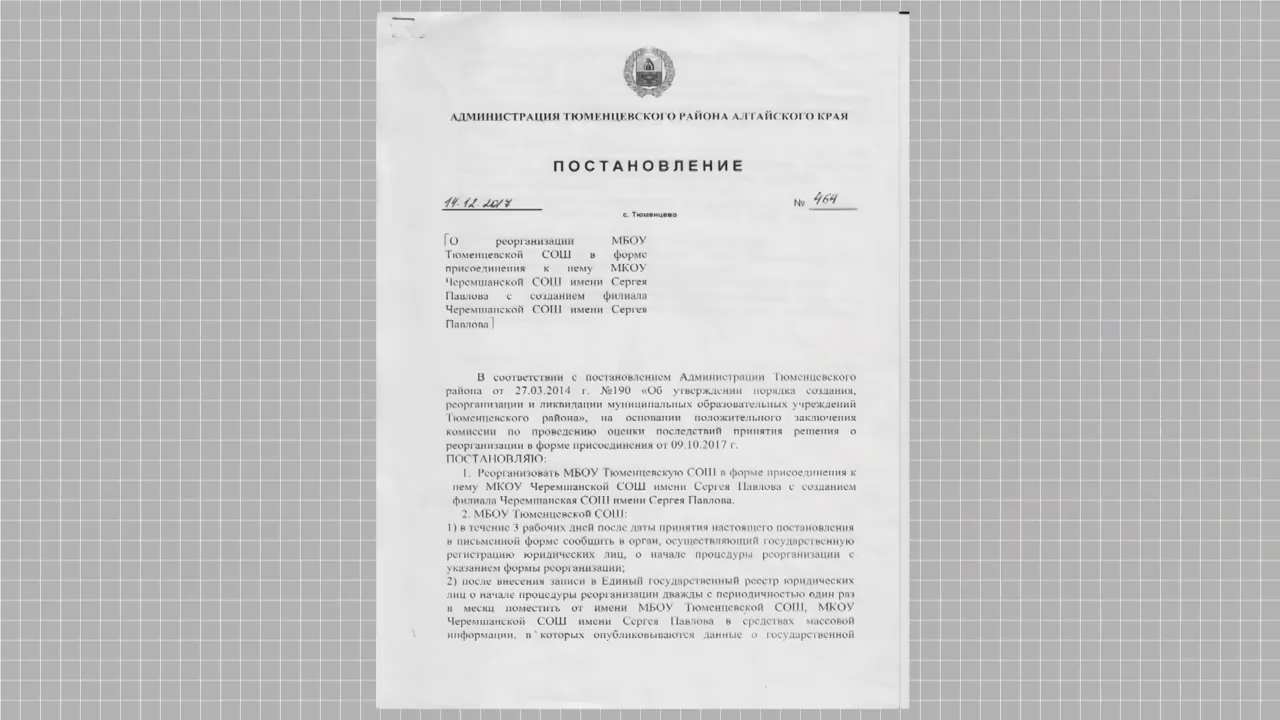 АДМИНИСТРАЦИЯ ТЮМЕНЦЕВСКОГО РАЙОНА АЛТАЙСКОГО КРАЯ
ПОСТАНОВЛЕНИЕ
14.12.2017
№ 464
с. Тюменцево
О реорганизации МБОУ
Тюменцевской СОШ в форме
присоединения к нему МКОУ
Черемшанской СОШ имени Сергея
Павлова с созданием филиала
Черемшанской СОШ имени Сергея
Павлова
В соответствии с постановлением Администрации Тюменцевского
района от 27.03.2014 г. №190 «Об утверждении порядка создания,
реорганизации и ликвидации муниципальных образовательных учреждений
Тюменцевского района», на основании положительного заключения
комиссии по проведению оценки последствий принятия решения о
реорганизации в форме присоединения от 09.10.2017 г.
ПОСТАНОВЛЯЮ:
1. Реорганизовать МБОУ Тюменцевскую СОШ в форме присоединения к
нему МКОУ Черемшанской СОШ имени Сергея Павлова с созданием
филиала Черемшанская СОШ имени Сергея Павлова.
2. МБОУ Тюменцевской СОШ:
1) в течение 3 рабочих дней после даты принятия настоящего постановления
в письменной форме сообщить в орган, осуществляющий государственную
регистрацию юридических лиц, о начале процедуры реорганизации с
указанием формы реорганизации;
2) после внесения записи в Единый государственный реестр юридических
лиц о начале процедуры реорганизации дважды с периодичностью один раз
в месяц поместить от имени МБОУ Тюменцевской СОШ, МКОУ
Черемшанской СОШ имени Сергея Павлова в средствах массовой
информации, в которых опубликовываются данные о государственной